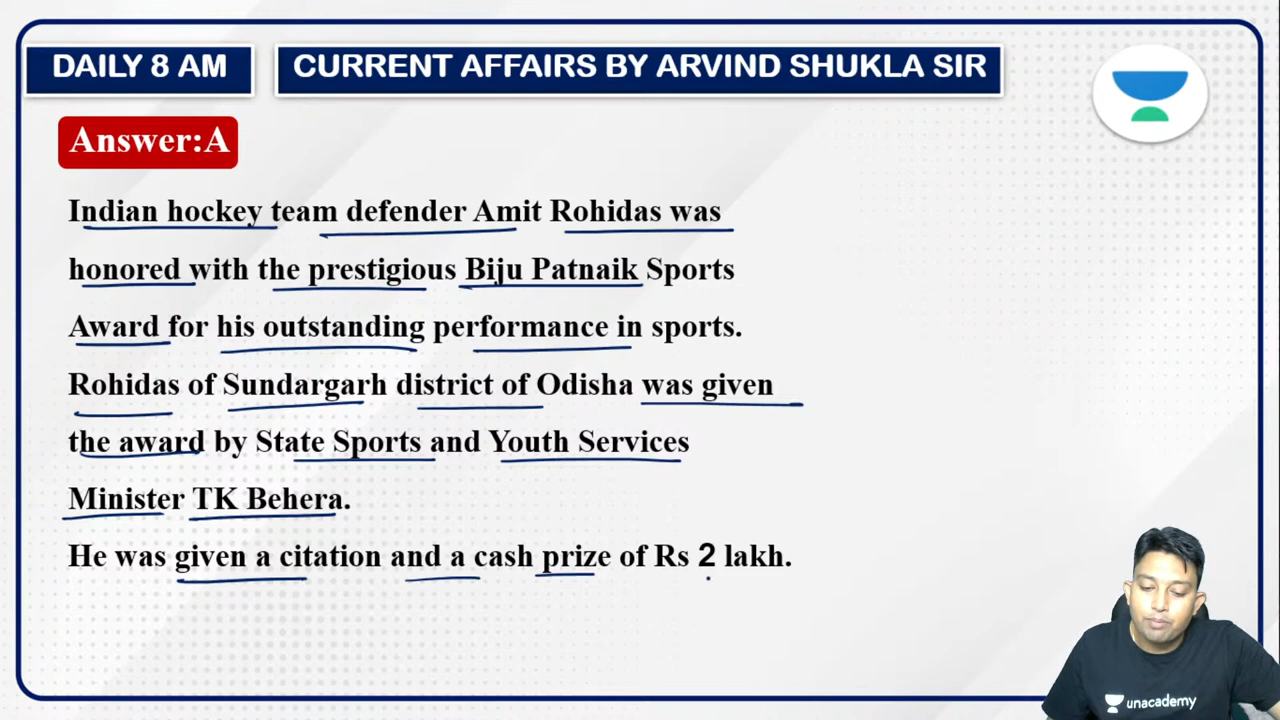 DAILY 8 AM
CURRENT AFFAIRS BY ARVIND SHUKLA SIR
Answer:A
Indian hockey team defender Amit Rohidas was
honored with the prestigious Biju Patnaik Sports
Award for his outstanding performance in sports.
Rohidas of Sundargarh district of Odisha was given
the award by State Sports and Youth Services
Minister TK Behera.
He was given a citation and a cash prize of Rs 2 lakh.
unacademy